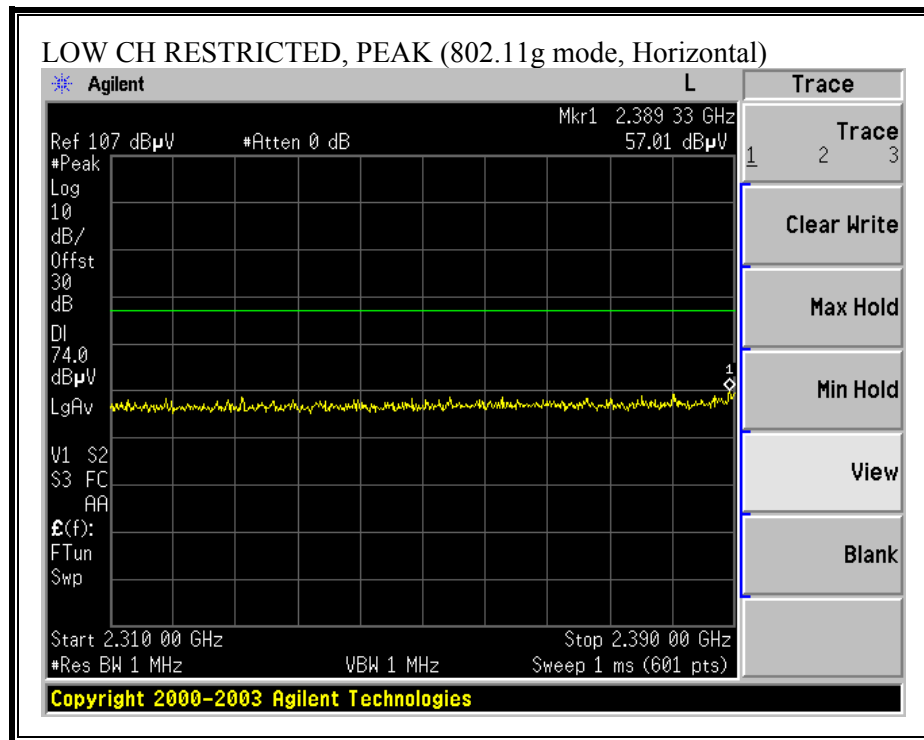 LOW CH RESTRICTED, PEAK (802.11g mode, Horizontal)
Agilent L Trace
Mkr1 2.389 33 GHz
Ref 107 dBµV #Atten 0 dB 57.01 dBµV
#Peak
Log
10
dB/
Offst
30
dB
DI
74.0
dBµV
LgAv
1
V1 S2
S3 FC
AA
£(f):
FTun
Swp
Start 2.310 00 GHz Stop 2.390 00 GHz
#Res BW 1 MHz VBW 1 MHz Sweep 1 ms (601 pts)
Trace
1 2 3
Clear Write
Max Hold
Min Hold
View
Blank
Copyright 2000-2003 Agilent Technologies